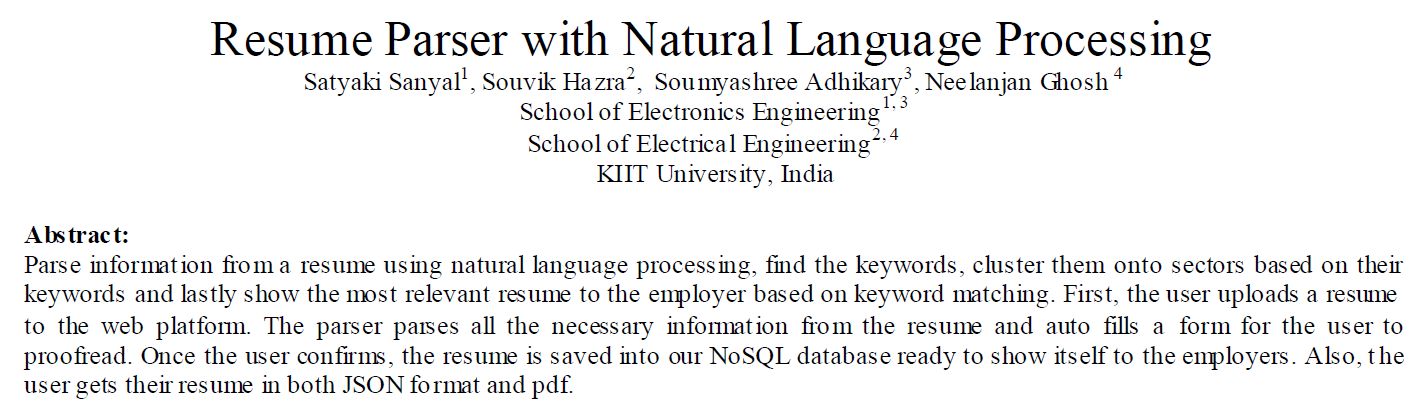 Resume Parser with Natural Language Processing
Satyaki Sanyal1, Souvik Hazra2, Soumyashree Adhikary3, Neelanjan Ghosh 4
School of Electronics Engineering1, 3
School of Electrical Engineering2, 4
KIIT University, India
Abstract:
Parse information from a resume using natural language processing, find the keywords, cluster them onto sectors based on their
keywords and lastly show the most relevant resume to the employer based on keyword matching. First, the user uploads a resume
to the web platform. The parser parses all the necessary information from the resume and auto fills a form for the user to
proofread. Once the user confirms, the resume is saved into our NoSQL database ready to show itself to the employers. Also, the
user gets their resume in both JSON format and pdf.